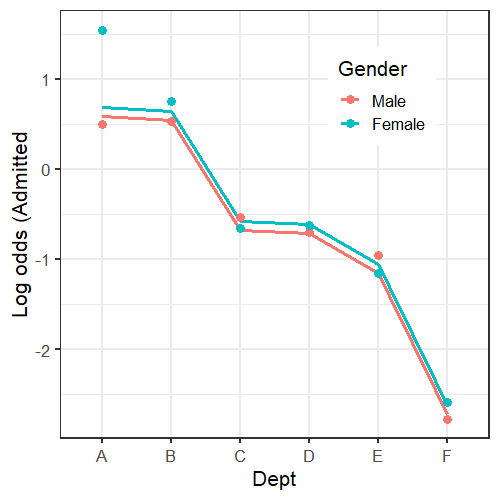 Gender
Male
Female
1
0
-1
-2
Log odds (Admitted
A B C D E F
Dept